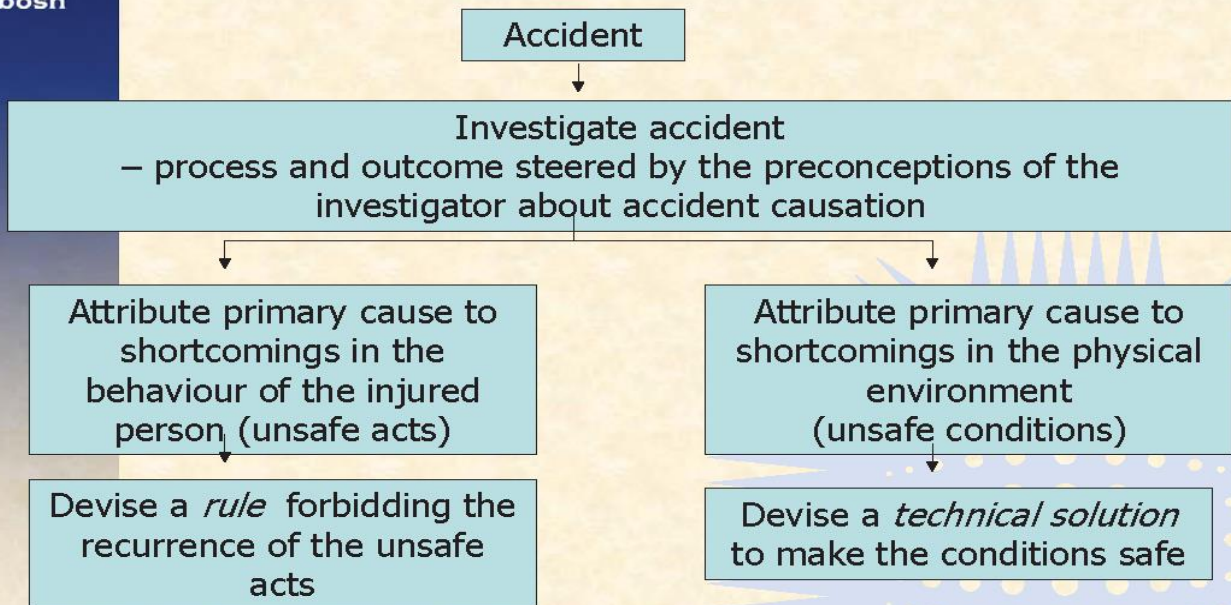 bosh
Accident
Investigate accident
– process and outcome steered by the preconceptions of the
investigator about accident causation
Attribute primary cause to
shortcomings in the
behaviour of the injured
person (unsafe acts)
Attribute primary cause to
shortcomings in the physical
environment
(unsafe conditions)
Devise a rule forbidding the
recurrence of the unsafe
acts
Devise a technical solution
to make the conditions safe